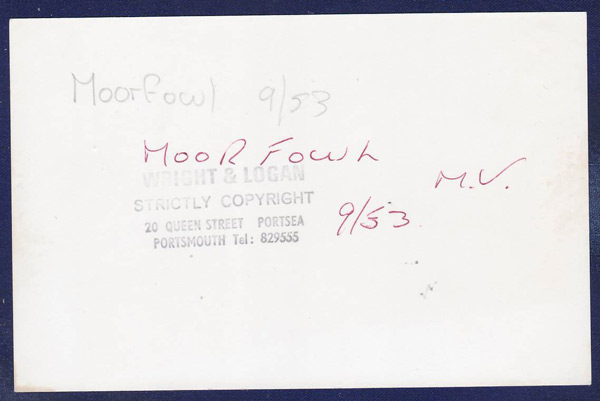 Moorfowl 9/53
MOOR FOWL
M.V.
WRIGHT & LOGAN
STRICTLY COPYRIGHT
9/53
20 QUEEN STREET PORTSEA
PORTSMOUTH Tel: 829555